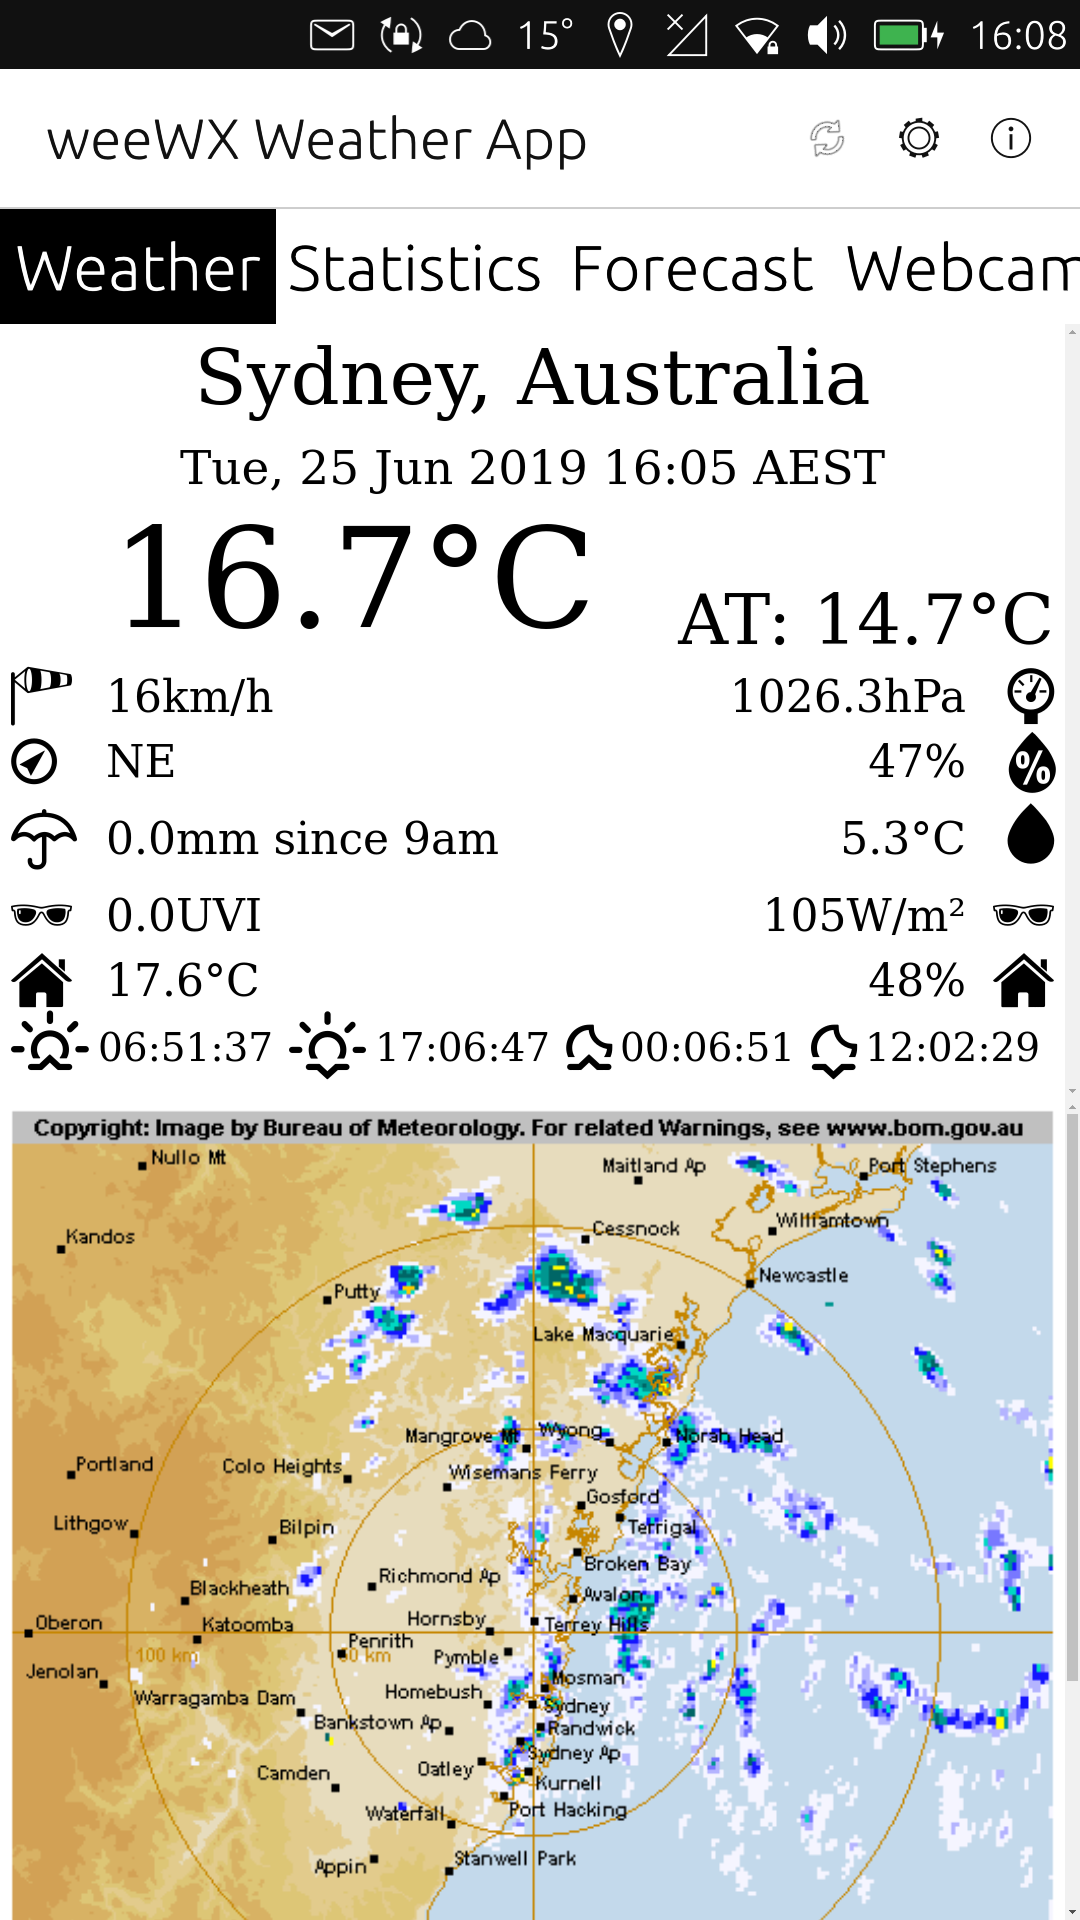 15° 16:08
weeWX Weather App
Weather Statistics Forecast Webcam
Sydney, Australia
Tue, 25 Jun 2019 16:05 AEST
16.7°C AT: 14.7°C
16km/h 1026.3hPa
NE 47%
0.0mm since 9am 5.3°C
0.0UVI 105W/m²
17.6°C 48%
06:51:37 17:06:47 00:06:51 12:02:29
Copyright: Image by Bureau of Meteorology. For related Warnings, see www.bom.gov.au
Nullo Mt
Maitland Ap
Port Stephens
Williamtown
Cessnock
Kandos
Newcastle
Putty
Lake Macquarie
Mangrove Mt
Wyong
Norah Head
Portland
Colo Heights
Wisemans Ferry
Gosford
Lithgow
Bilpin
Terrigal
Broken Bay
Richmond Ap
Blackheath
Avalon
Oberon
Katoomba
Hornsby
Terrey Hills
Penrith
100 km
50 km
Pymble
Jenolan
Mosman
Homebush
Warragamba Dam
Sydney
Bankstown Ap
Randwick
Sydney Ap
Oatley
Camden
Kurnell
Waterfall
Port Hacking
Appin
Stanwell Park